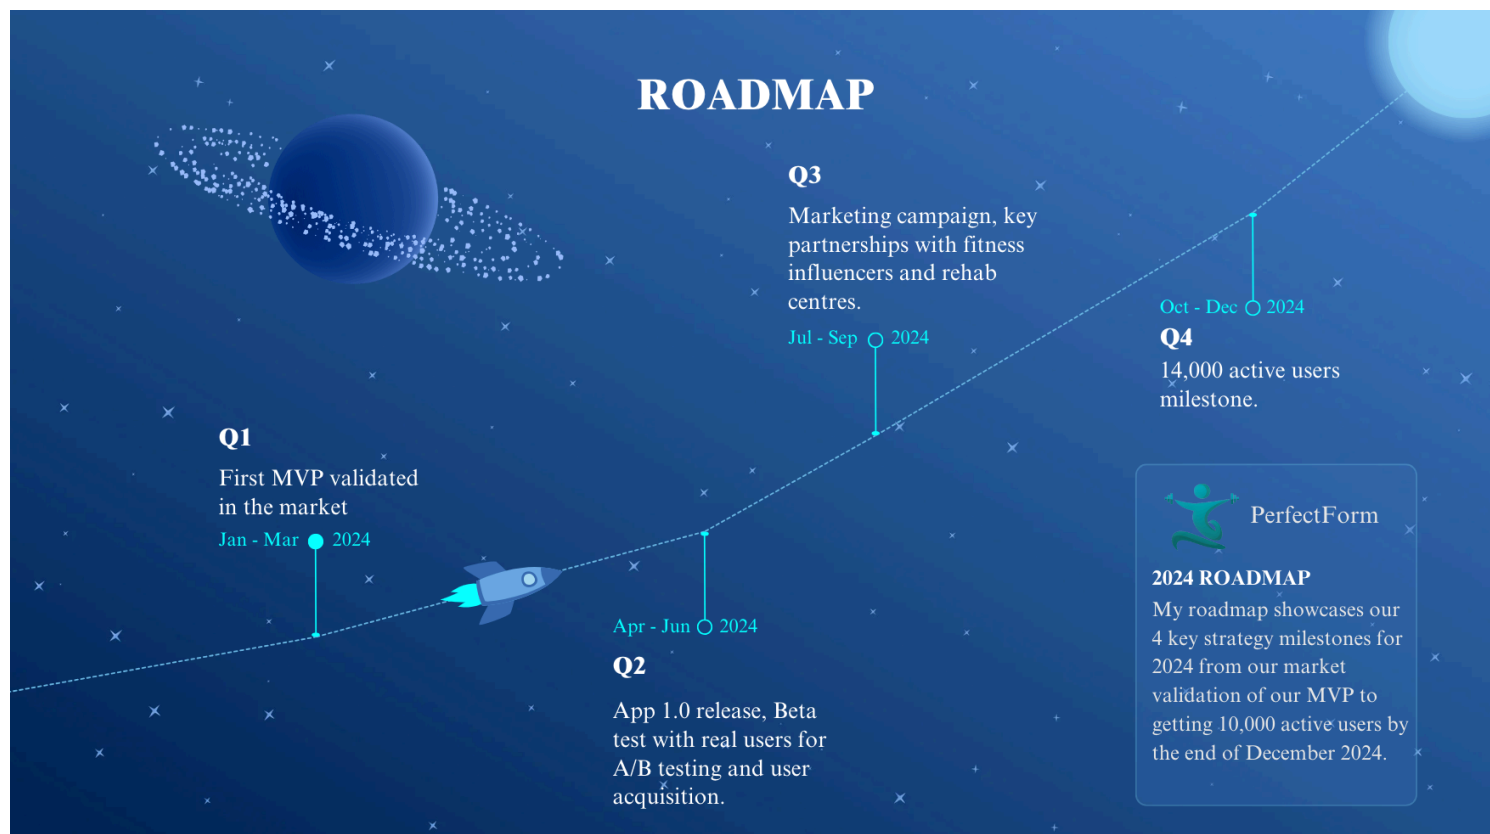 ROADMAP
Q3
Marketing campaign, key
partnerships with fitness
influencers and rehab
centres.
Jul - Sep 2024
Oct - Dec 2024
Q4
14,000 active users
milestone.
Q1
First MVP validated
in the market
Jan - Mar 2024
Apr - Jun 2024
Q2
App 1.0 release, Beta
test with real users for
A/B testing and user
acquisition.
PerfectForm
2024 ROADMAP
My roadmap showcases our
4 key strategy milestones for
2024 from our market
validation of our MVP to
getting 10,000 active users by
the end of December 2024.